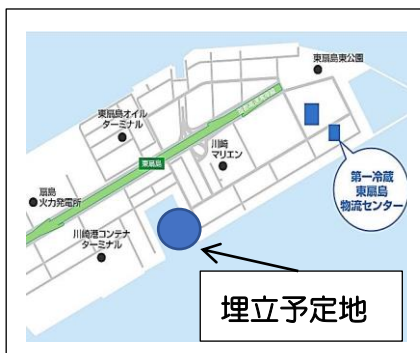 東扇島東公園
東扇島オイル
ターミナル
東扇島
川崎
マリエン
第一冷蔵
東扇島
物流センター
扇島
火力発電所
川崎港コンテナ
ターミナル
埋立予定地